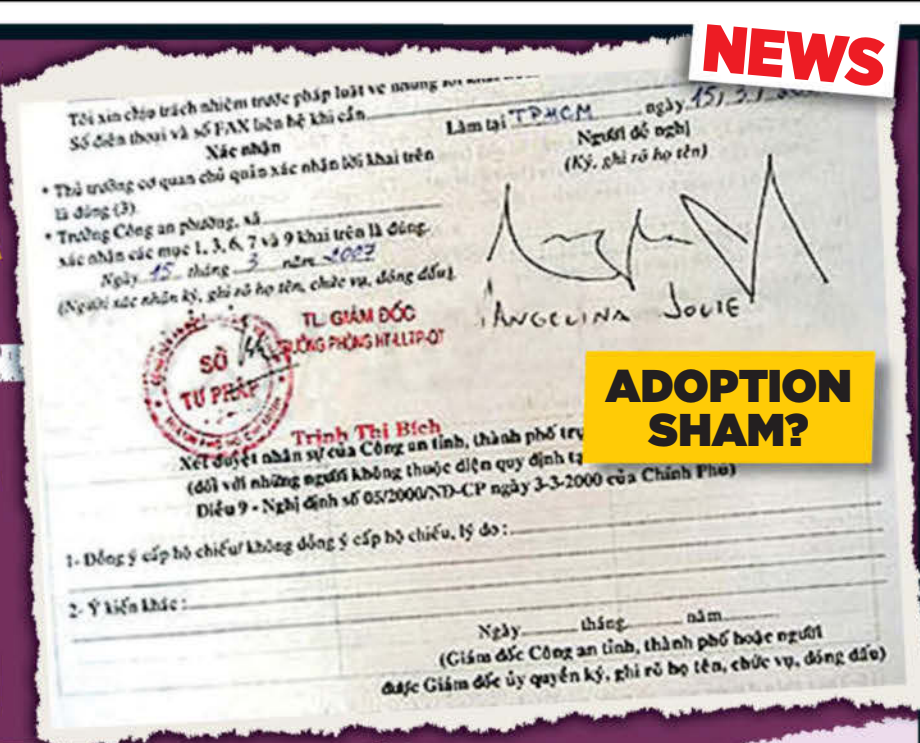 NEWS
Tôi xin chịu trách nhiệm trước pháp luật về những lời khai
Số điện thoại và số FAX liên hệ khi cần
Làm tại TPHCM ngày 15/3/
Xác nhận
Người đề nghị
(Ký, ghi rõ họ tên)
* Thủ trưởng cơ quan chủ quản xác nhận lời khai trên
là đúng (3).
* Trưởng Công an phường, xã
xác nhận các mục 1, 3, 6, 7 và 9 khai trên là đúng.
Ngày 15 tháng 3 năm 2007
(Người xác nhận ký, ghi rõ họ tên, chức vụ, đóng dấu)
ANGELINA JOLIE
TL. GIÁM ĐỐC
TRƯỞNG PHÒNG HT-LLTP-QT
SỞ
TƯ PHÁP
ADOPTION
SHAM?
Trịnh Thị Bích
Xét duyệt nhân sự của Công an tỉnh, thành phố
(đối với những người không thuộc diện quy định
Điều 9 - Nghị định số 05/2000/NĐ-CP ngày 3-3-2000 của Chính Phủ)
1- Đồng ý cấp hộ chiếu/ không đồng ý cấp hộ chiếu, lý do :
2- Ý kiến khác :
Ngày tháng năm
(Giám đốc Công an tỉnh, thành phố hoặc người
được Giám đốc ủy quyền ký, ghi rõ họ tên, chức vụ, đóng dấu)